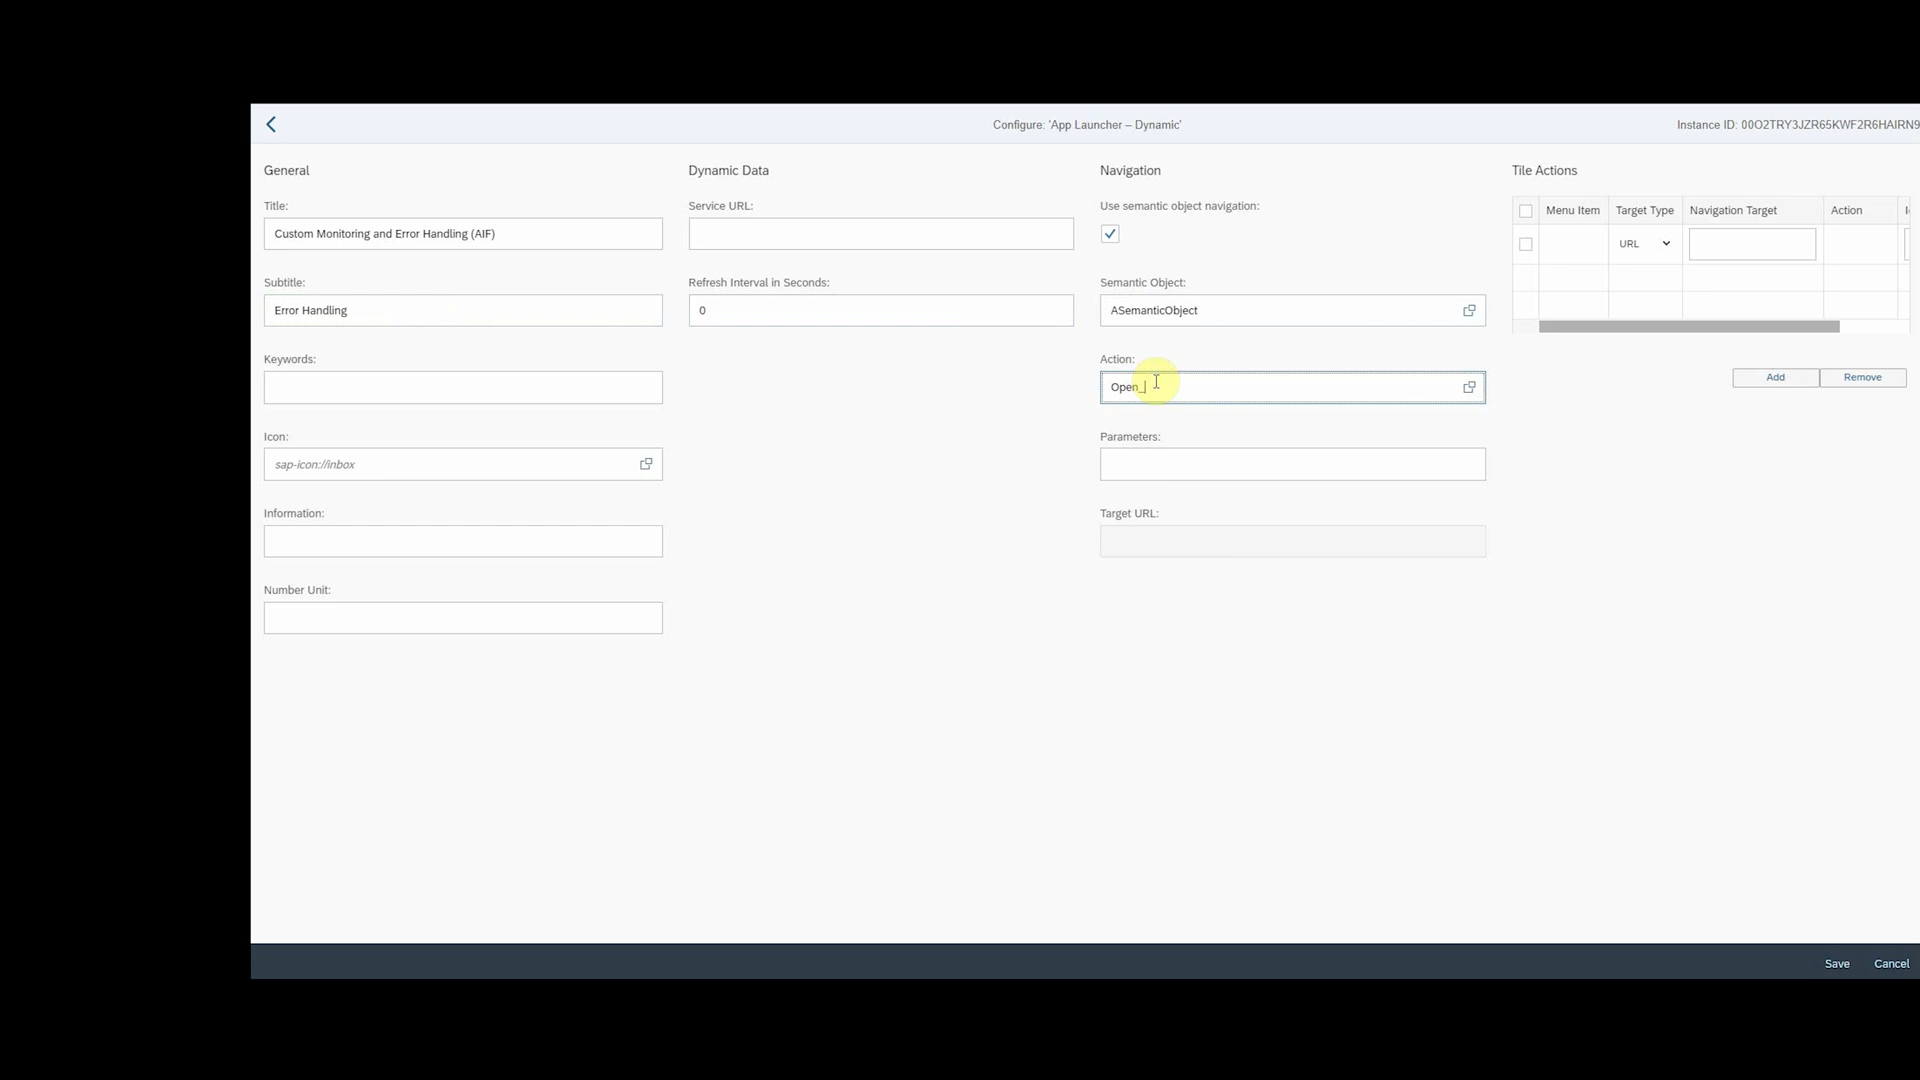 Configure: 'App Launcher – Dynamic'
Instance ID: 00O2TRY3JZR65KWF2R6HAIRN9
General
Title:
Custom Monitoring and Error Handling (AIF)
Subtitle:
Error Handling
Keywords:
Icon:
sap-icon://inbox
Information:
Number Unit:
Dynamic Data
Service URL:
Refresh Interval in Seconds:
0
Navigation
Use semantic object navigation:
Semantic Object:
ASemanticObject
Action:
Open_
Parameters:
Target URL:
Tile Actions
Menu Item Target Type Navigation Target Action
URL
Add Remove
Save Cancel